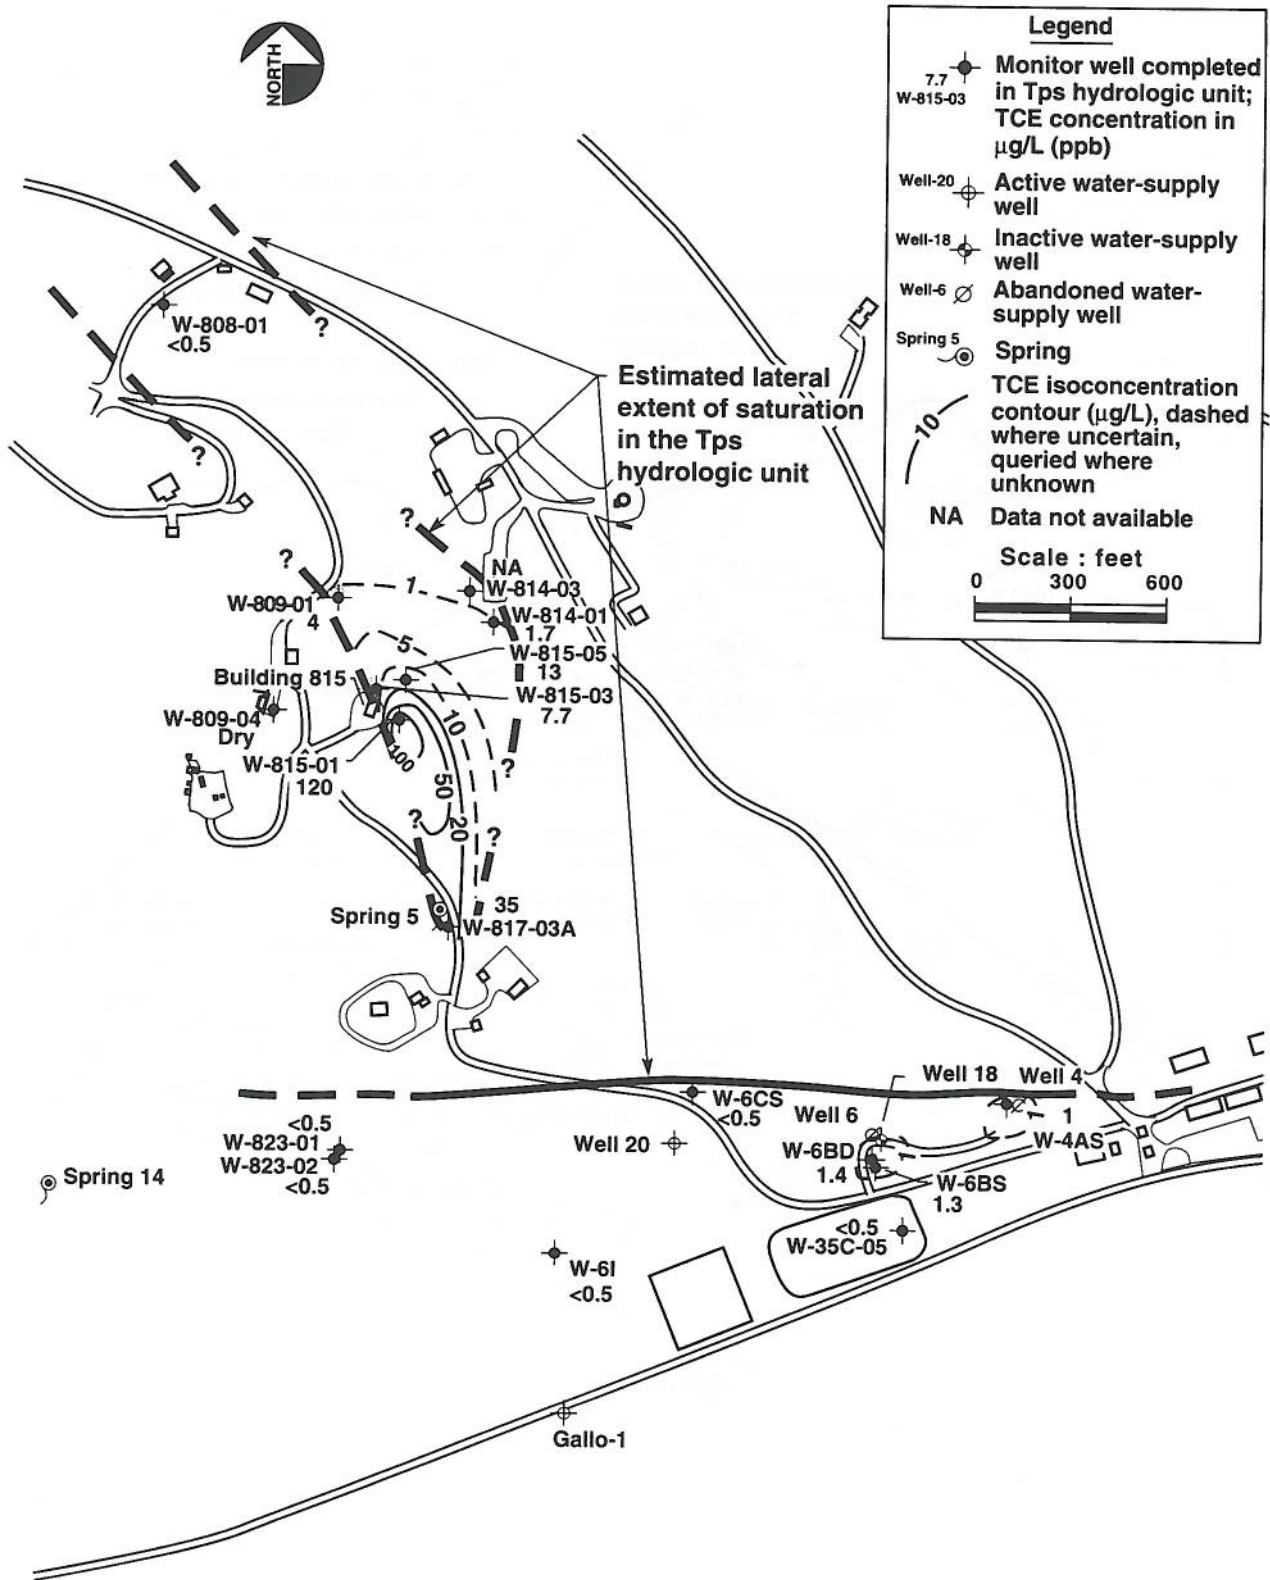 NORTH
Legend
7.7
W-815-03
Monitor well completed
in Tps hydrologic unit;
TCE concentration in
µg/L (ppb)
Well-20
Active water-supply
well
Well-18
Inactive water-supply
well
Well-6
Abandoned water-
supply well
Spring 5
Spring
10
TCE isoconcentration
contour (µg/L), dashed
where uncertain,
queried where
unknown
NA
Data not available
Scale : feet
0 300 600
W-808-01
<0.5
?
?
Estimated lateral
extent of saturation
in the Tps
hydrologic unit
?
?
NA
W-814-03
1
W-809-01
4
W-814-01
1.7
5
W-815-05
13
Building 815
W-815-03
7.7
W-809-04
Dry
10
100
W-815-01
120
?
50
20
?
?
35
Spring 5
W-817-03A
Well 18
Well 4
W-6CS
<0.5
Well 6
1
1
W-4AS
<0.5
W-823-01
W-823-02
<0.5
Well 20
W-6BD
1.4
1
1
W-6BS
1.3
Spring 14
<0.5
W-35C-05
W-6I
<0.5
Gallo-1